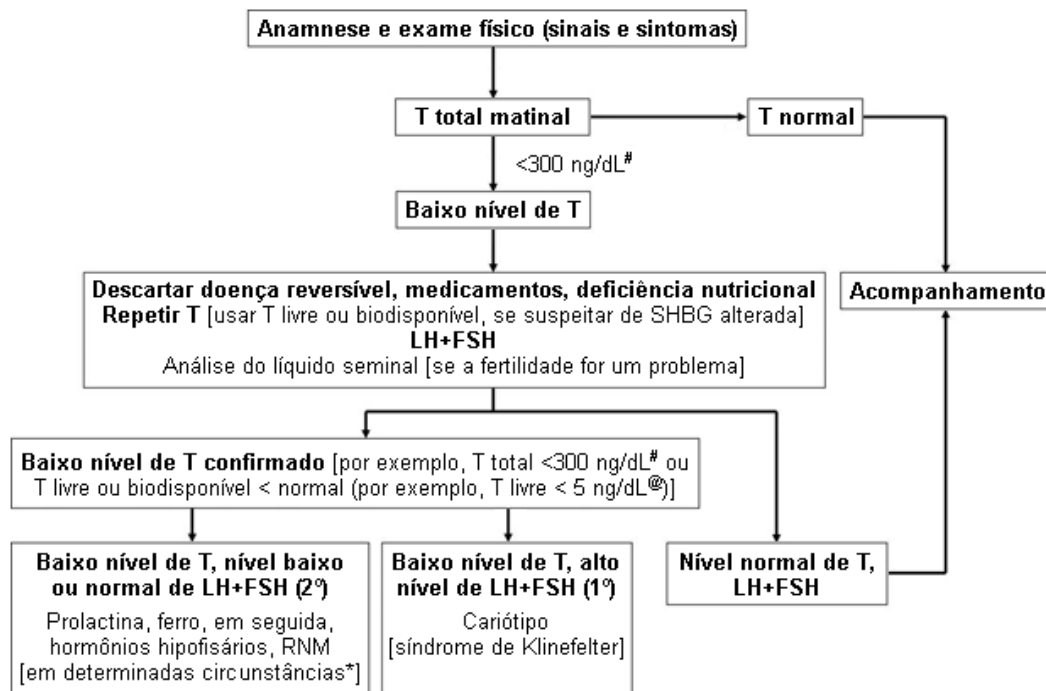 Anamnese e exame físico (sinais e sintomas)
T total matinal
T normal
<300 ng/dL#
Baixo nível de T
Descartar doença reversível, medicamentos, deficiência nutricional
Repetir T [usar T livre ou biodisponível, se suspeitar de SHBG alterada]
LH+FSH
Análise do líquido seminal [se a fertilidade for um problema]
Acompanhamento
Baixo nível de T confirmado [por exemplo, T total <300 ng/dL# ou
T livre ou biodisponível < normal (por exemplo, T livre < 5 ng/dL@)]
Baixo nível de T, nível baixo
ou normal de LH+FSH (2º)
Prolactina, ferro, em seguida,
hormônios hipofisários, RNM
[em determinadas circunstâncias*]
Baixo nível de T, alto
nível de LH+FSH (1º)
Cariótipo
[síndrome de Klinefelter]
Nível normal de T,
LH+FSH